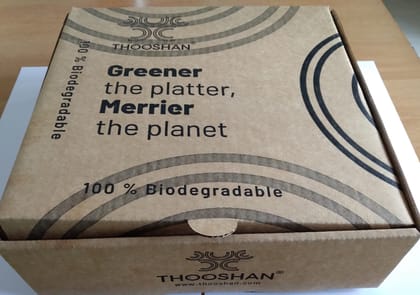 THOOSHAN
100 % Biodegradable
Greener
the platter,
Merrier
the planet
100 % Biodegradable
THOOSHAN®
www.thooshan.com